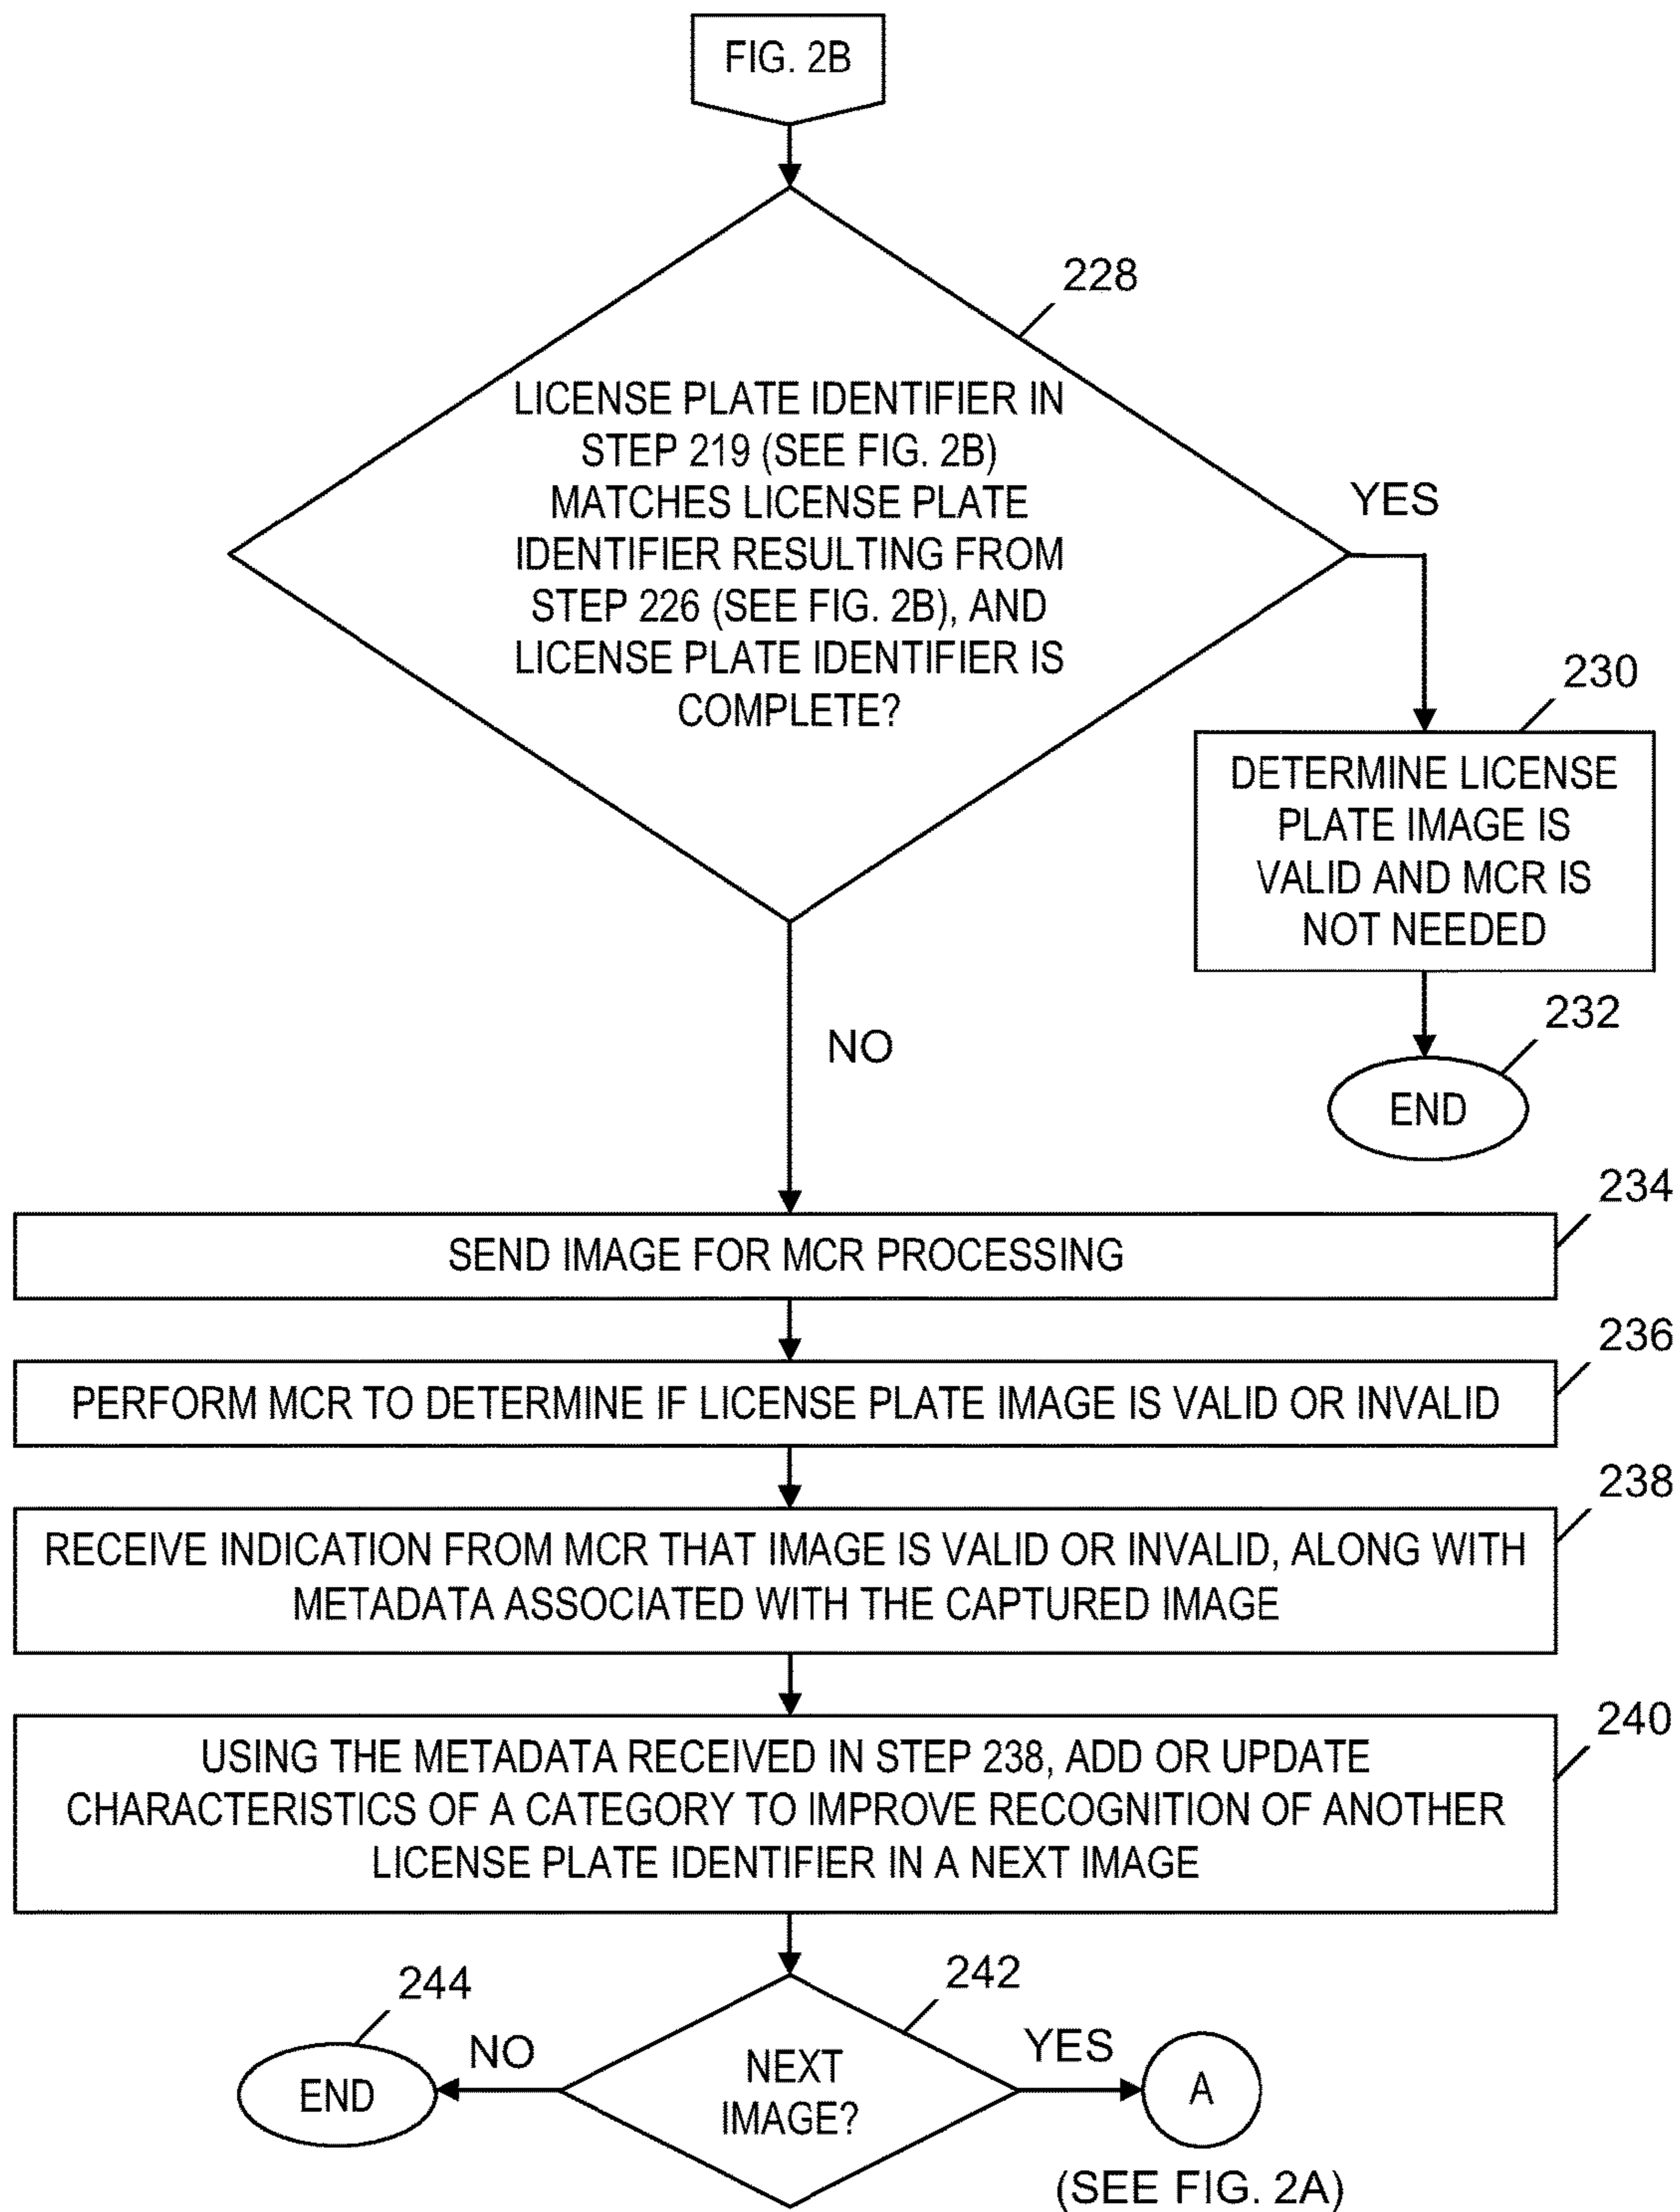 FIG. 2B
228
LICENSE PLATE IDENTIFIER IN
STEP 219 (SEE FIG. 2B)
MATCHES LICENSE PLATE
IDENTIFIER RESULTING FROM
STEP 226 (SEE FIG. 2B), AND
LICENSE PLATE IDENTIFIER IS
COMPLETE?
YES
230
DETERMINE LICENSE
PLATE IMAGE IS
VALID AND MCR IS
NOT NEEDED
232
END
NO
234
SEND IMAGE FOR MCR PROCESSING
236
PERFORM MCR TO DETERMINE IF LICENSE PLATE IMAGE IS VALID OR INVALID
238
RECEIVE INDICATION FROM MCR THAT IMAGE IS VALID OR INVALID, ALONG WITH
METADATA ASSOCIATED WITH THE CAPTURED IMAGE
240
USING THE METADATA RECEIVED IN STEP 238, ADD OR UPDATE
CHARACTERISTICS OF A CATEGORY TO IMPROVE RECOGNITION OF ANOTHER
LICENSE PLATE IDENTIFIER IN A NEXT IMAGE
244
END
NO
242
NEXT
IMAGE?
YES
A
(SEE FIG. 2A)